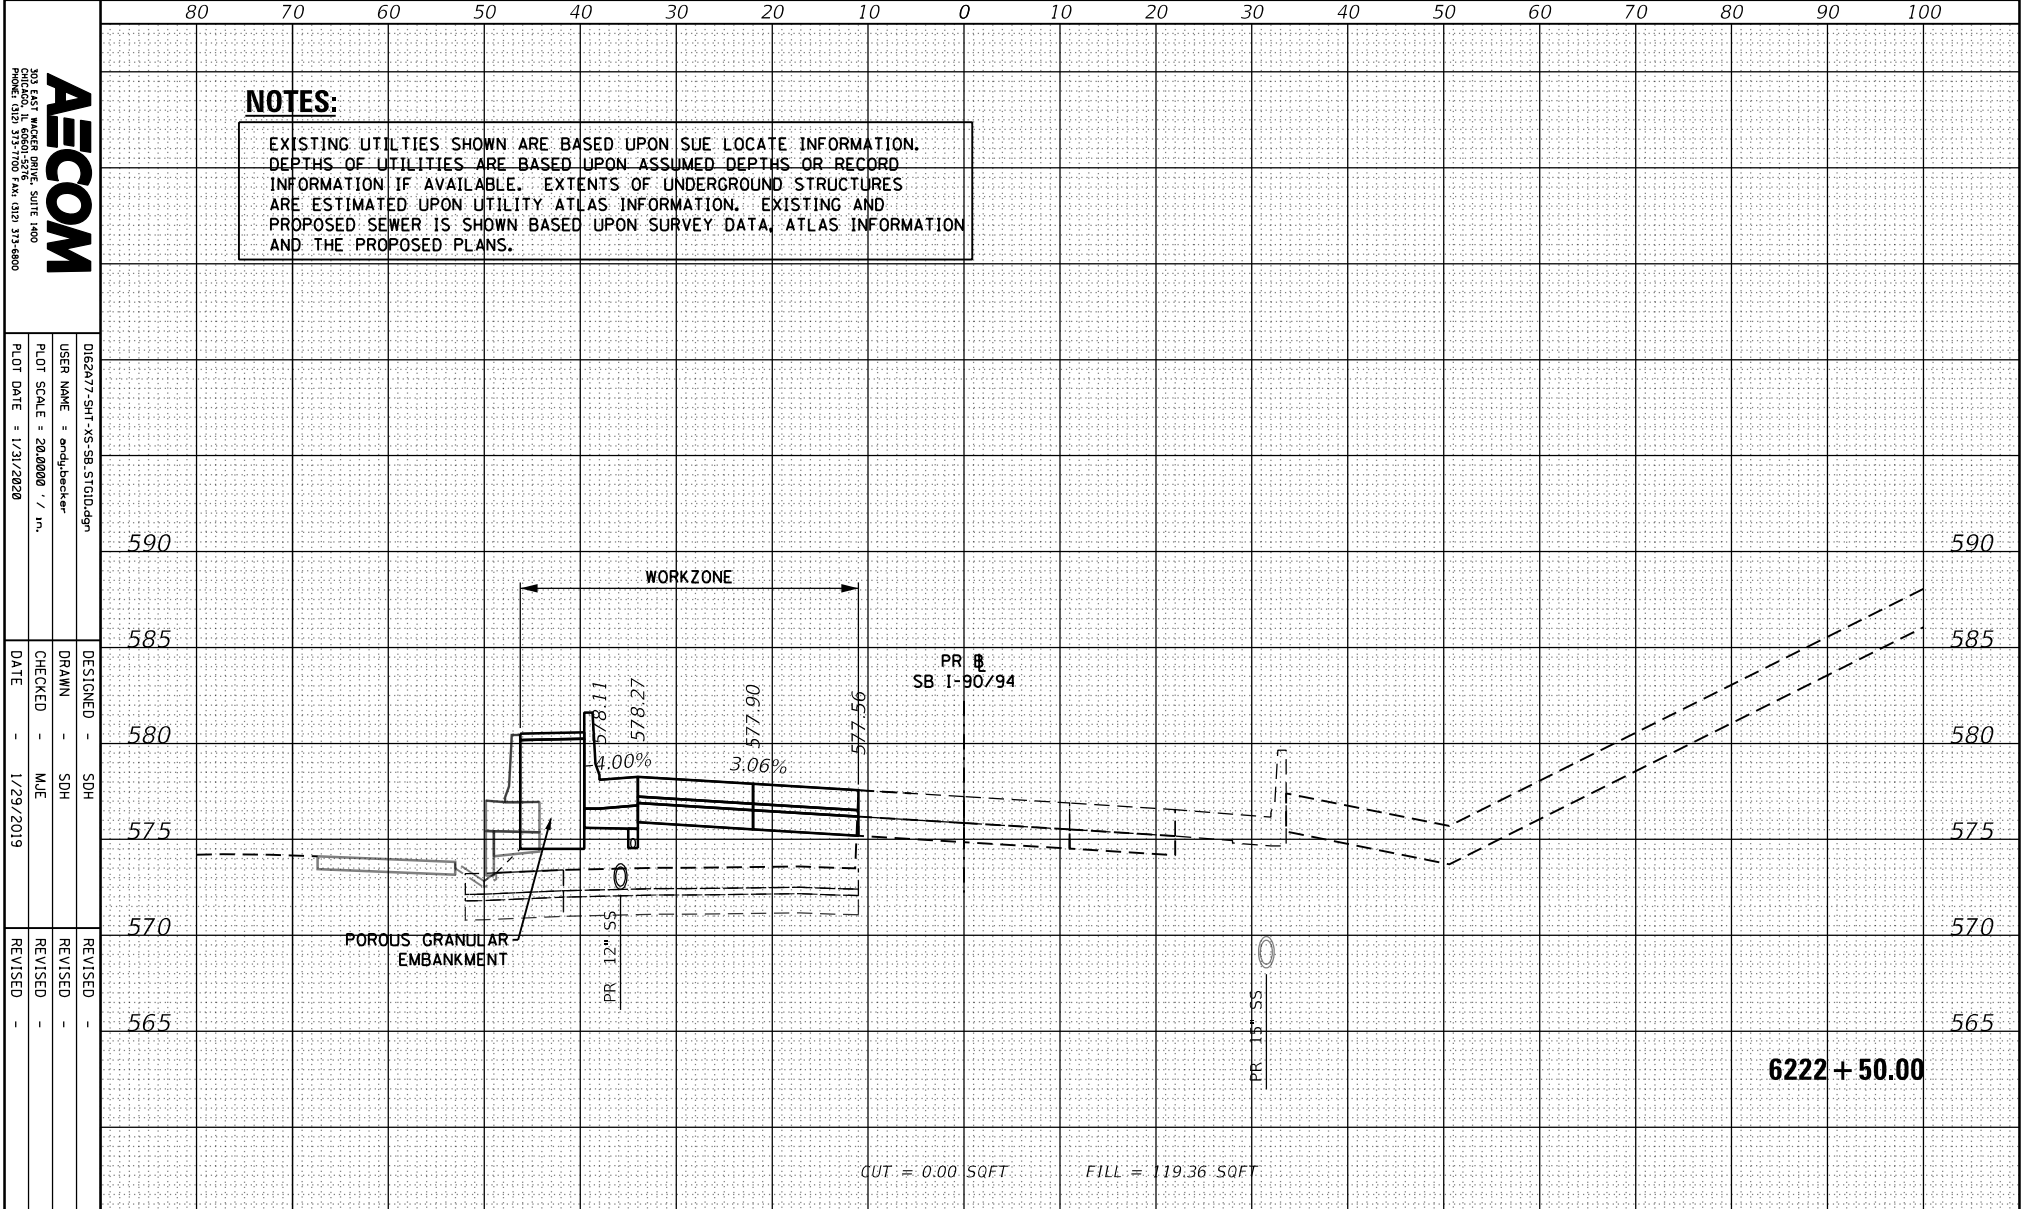 80 70 60 50 40 30 20 10 0 10 20 30 40 50 60 70 80 90 100
AECOM
303 EAST WACKER DRIVE, SUITE 1400
CHICAGO, IL 60601-5276
PHONE: (312) 373-7700 FAX: (312) 373-6800
NOTES:
EXISTING UTILTIES SHOWN ARE BASED UPON SUE LOCATE INFORMATION.
DEPTHS OF UTILITIES ARE BASED UPON ASSUMED DEPTHS OR RECORD
INFORMATION IF AVAILABLE. EXTENTS OF UNDERGROUND STRUCTURES
ARE ESTIMATED UPON UTILITY ATLAS INFORMATION. EXISTING AND
PROPOSED SEWER IS SHOWN BASED UPON SURVEY DATA, ATLAS INFORMATION
AND THE PROPOSED PLANS.
D162A77-SHT-XS-SB_STG1D.dgn
USER NAME = andy.becker
PLOT SCALE = 20.0000 ' / in.
PLOT DATE = 1/31/2020
DESIGNED - SDH
DRAWN - SDH
CHECKED - MJE
DATE - 1/29/2019
REVISED -
REVISED -
REVISED -
REVISED -
590 590
WORKZONE
585 585
PR BL
SB I-90/94
578.11
578.27
577.90
577.56
580 580
-4.00%
3.06%
575 575
570 570
POROUS GRANULAR
EMBANKMENT
PR 12" SS
PR 15" SS
565 565
6222+50.00
CUT = 0.00 SQFT FILL = 119.36 SQFT